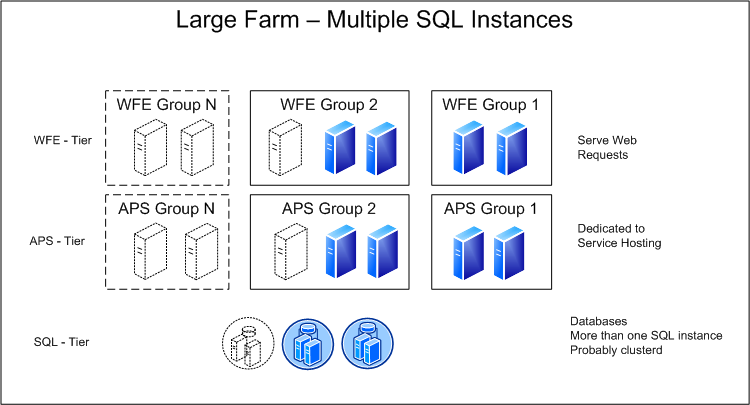 Large Farm – Multiple SQL Instances
WFE Group N
WFE Group 2
WFE Group 1
WFE - Tier
Serve Web
Requests
APS Group N
APS Group 2
APS Group 1
APS - Tier
Dedicated to
Service Hosting
SQL - Tier
Databases
More than one SQL instance
Probably clusterd